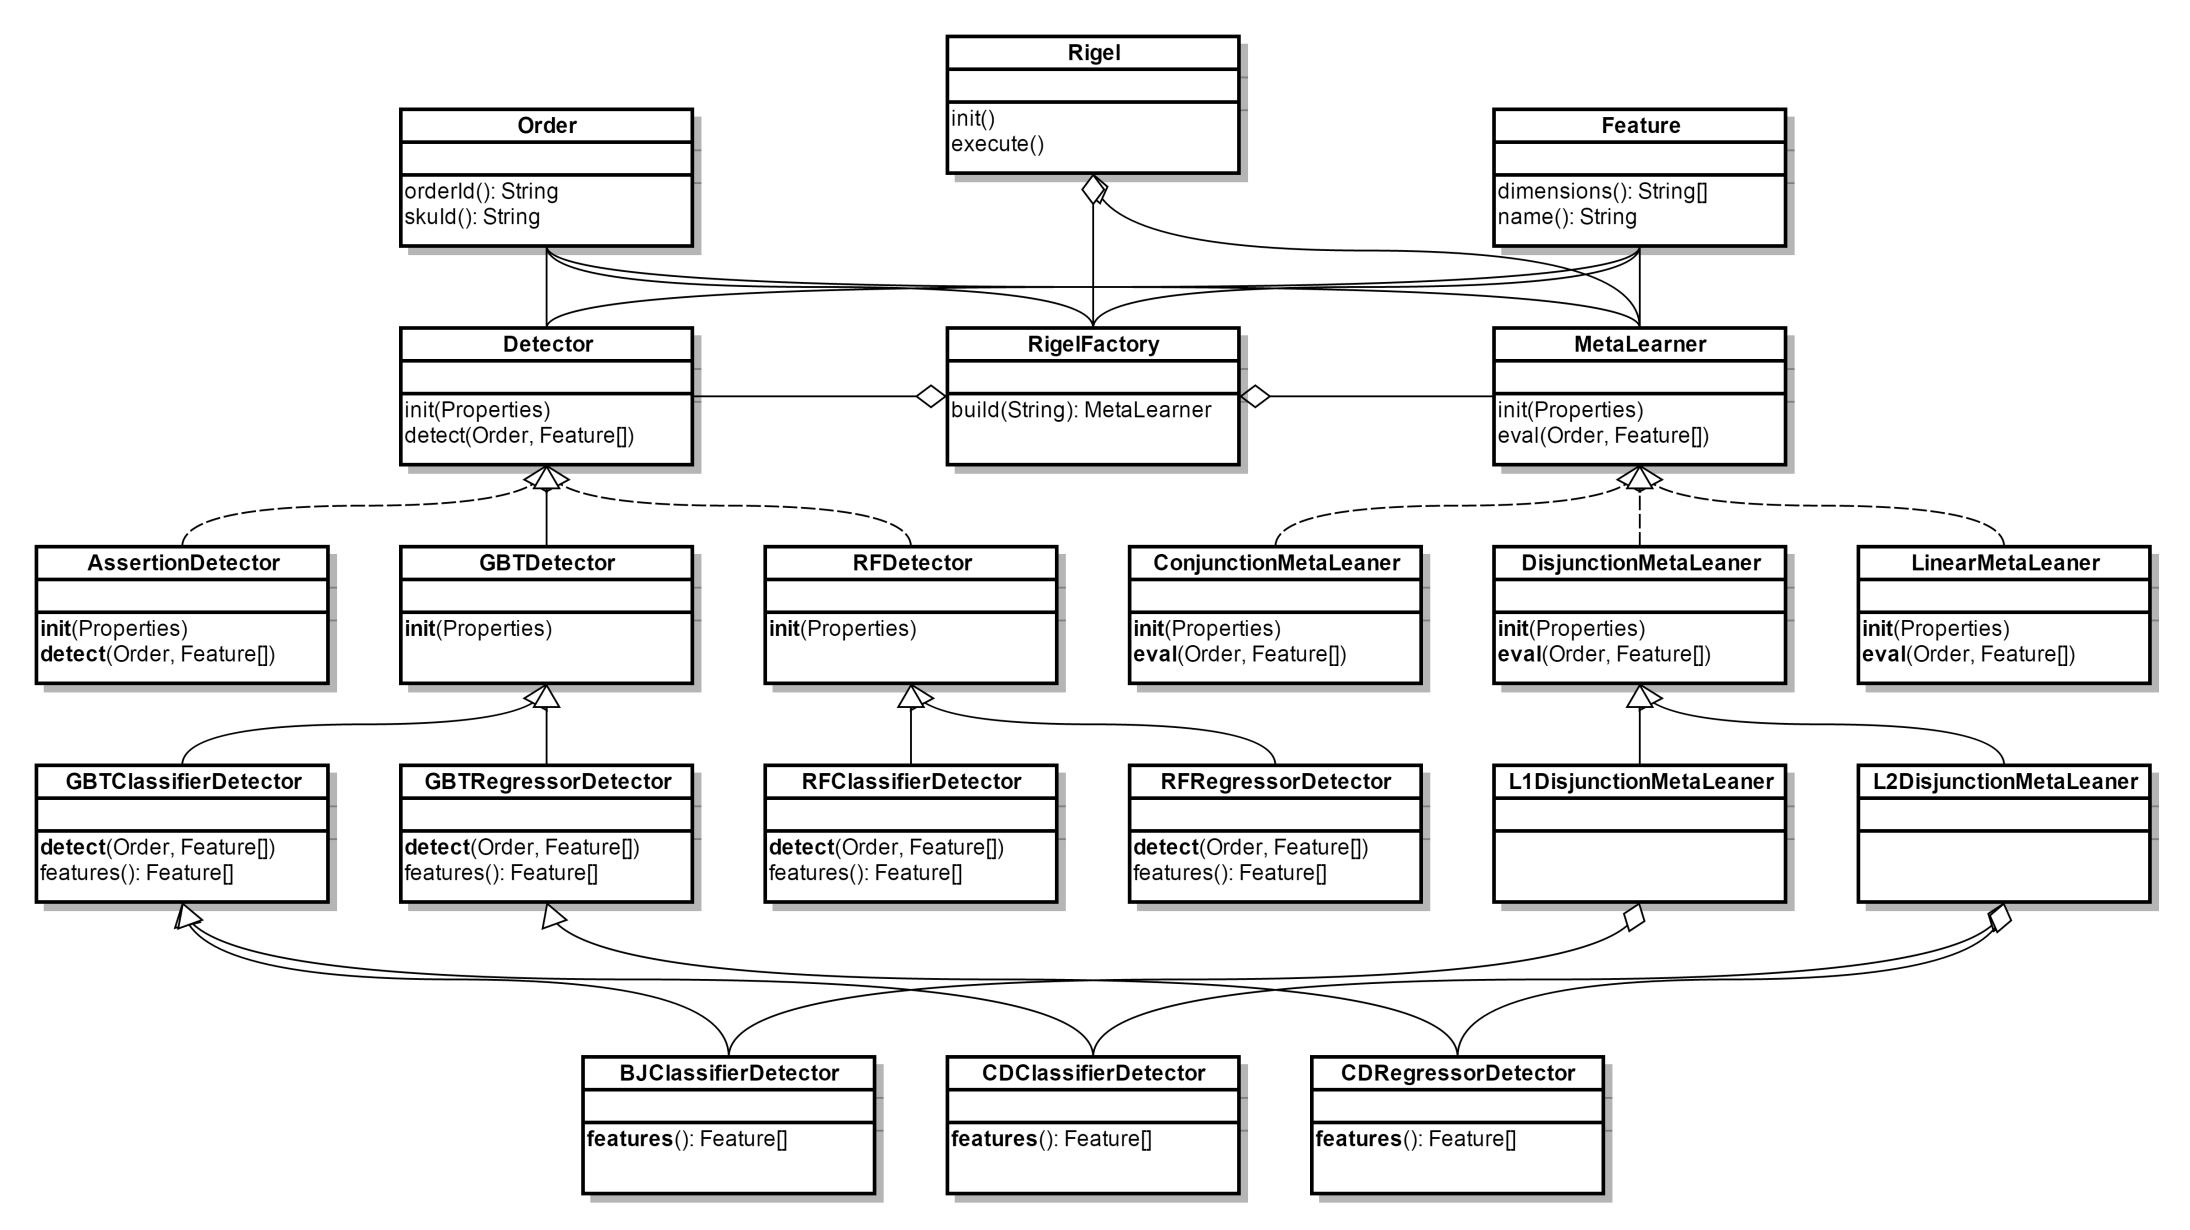 Rigel
init()
execute()
Order
orderId(): String
skuId(): String
Feature
dimensions(): String[]
name(): String
Detector
init(Properties)
detect(Order, Feature[])
RigelFactory
build(String): MetaLearner
MetaLearner
init(Properties)
eval(Order, Feature[])
AssertionDetector
init(Properties)
detect(Order, Feature[])
GBTDetector
init(Properties)
RFDetector
init(Properties)
ConjunctionMetaLeaner
init(Properties)
eval(Order, Feature[])
DisjunctionMetaLeaner
init(Properties)
eval(Order, Feature[])
LinearMetaLeaner
init(Properties)
eval(Order, Feature[])
GBTClassifierDetector
detect(Order, Feature[])
features(): Feature[]
GBTRegressorDetector
detect(Order, Feature[])
features(): Feature[]
RFClassifierDetector
detect(Order, Feature[])
features(): Feature[]
RFRegressorDetector
detect(Order, Feature[])
features(): Feature[]
L1DisjunctionMetaLeaner
L2DisjunctionMetaLeaner
BJClassifierDetector
features(): Feature[]
CDClassifierDetector
features(): Feature[]
CDRegressorDetector
features(): Feature[]